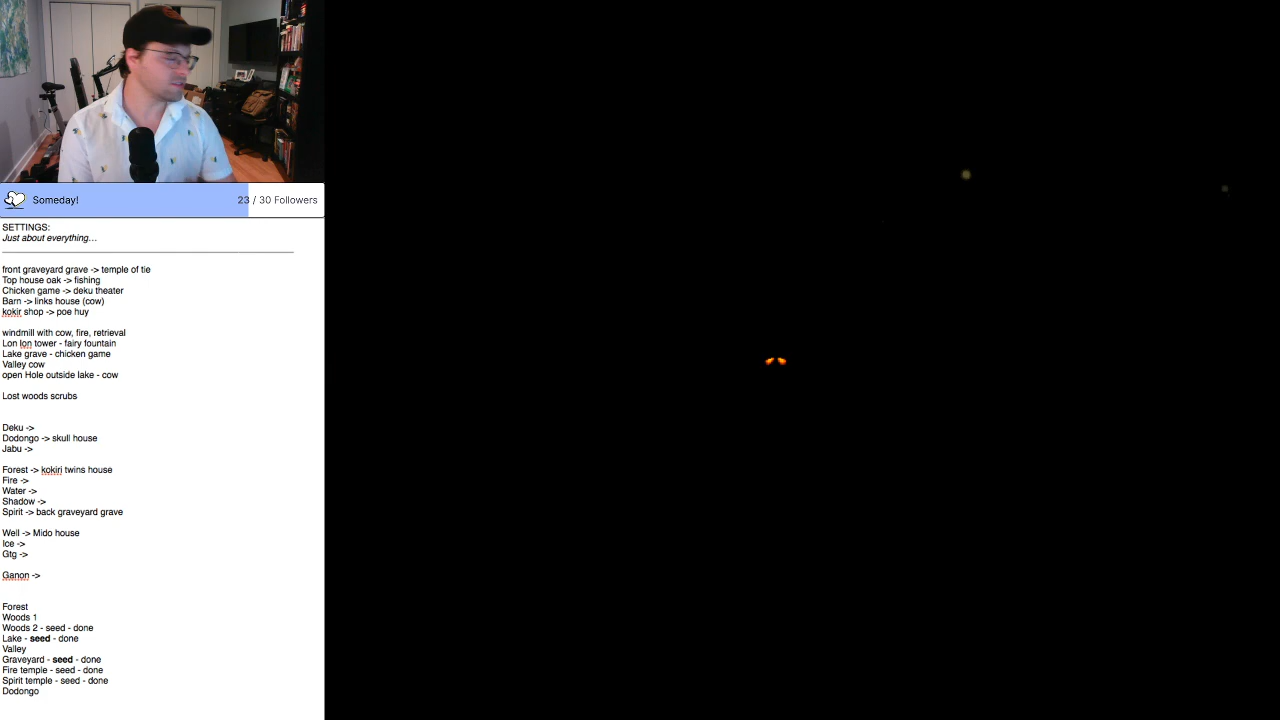 Someday!
23 / 30 Followers
SETTINGS:
Just about everything…
front graveyard grave -> temple of tie
Top house oak -> fishing
Chicken game -> deku theater
Barn -> links house (cow)
kokir shop -> poe huy
windmill with cow, fire, retrieval
Lon lon tower - fairy fountain
Lake grave - chicken game
Valley cow
open Hole outside lake - cow
Lost woods scrubs
Deku ->
Dodongo -> skull house
Jabu ->
Forest -> kokiri twins house
Fire ->
Water ->
Shadow ->
Spirit -> back graveyard grave
Well -> Mido house
Ice ->
Gtg ->
Ganon ->
Forest
Woods 1
Woods 2 - seed - done
Lake - seed - done
Valley
Graveyard - seed - done
Fire temple - seed - done
Spirit temple - seed - done
Dodongo